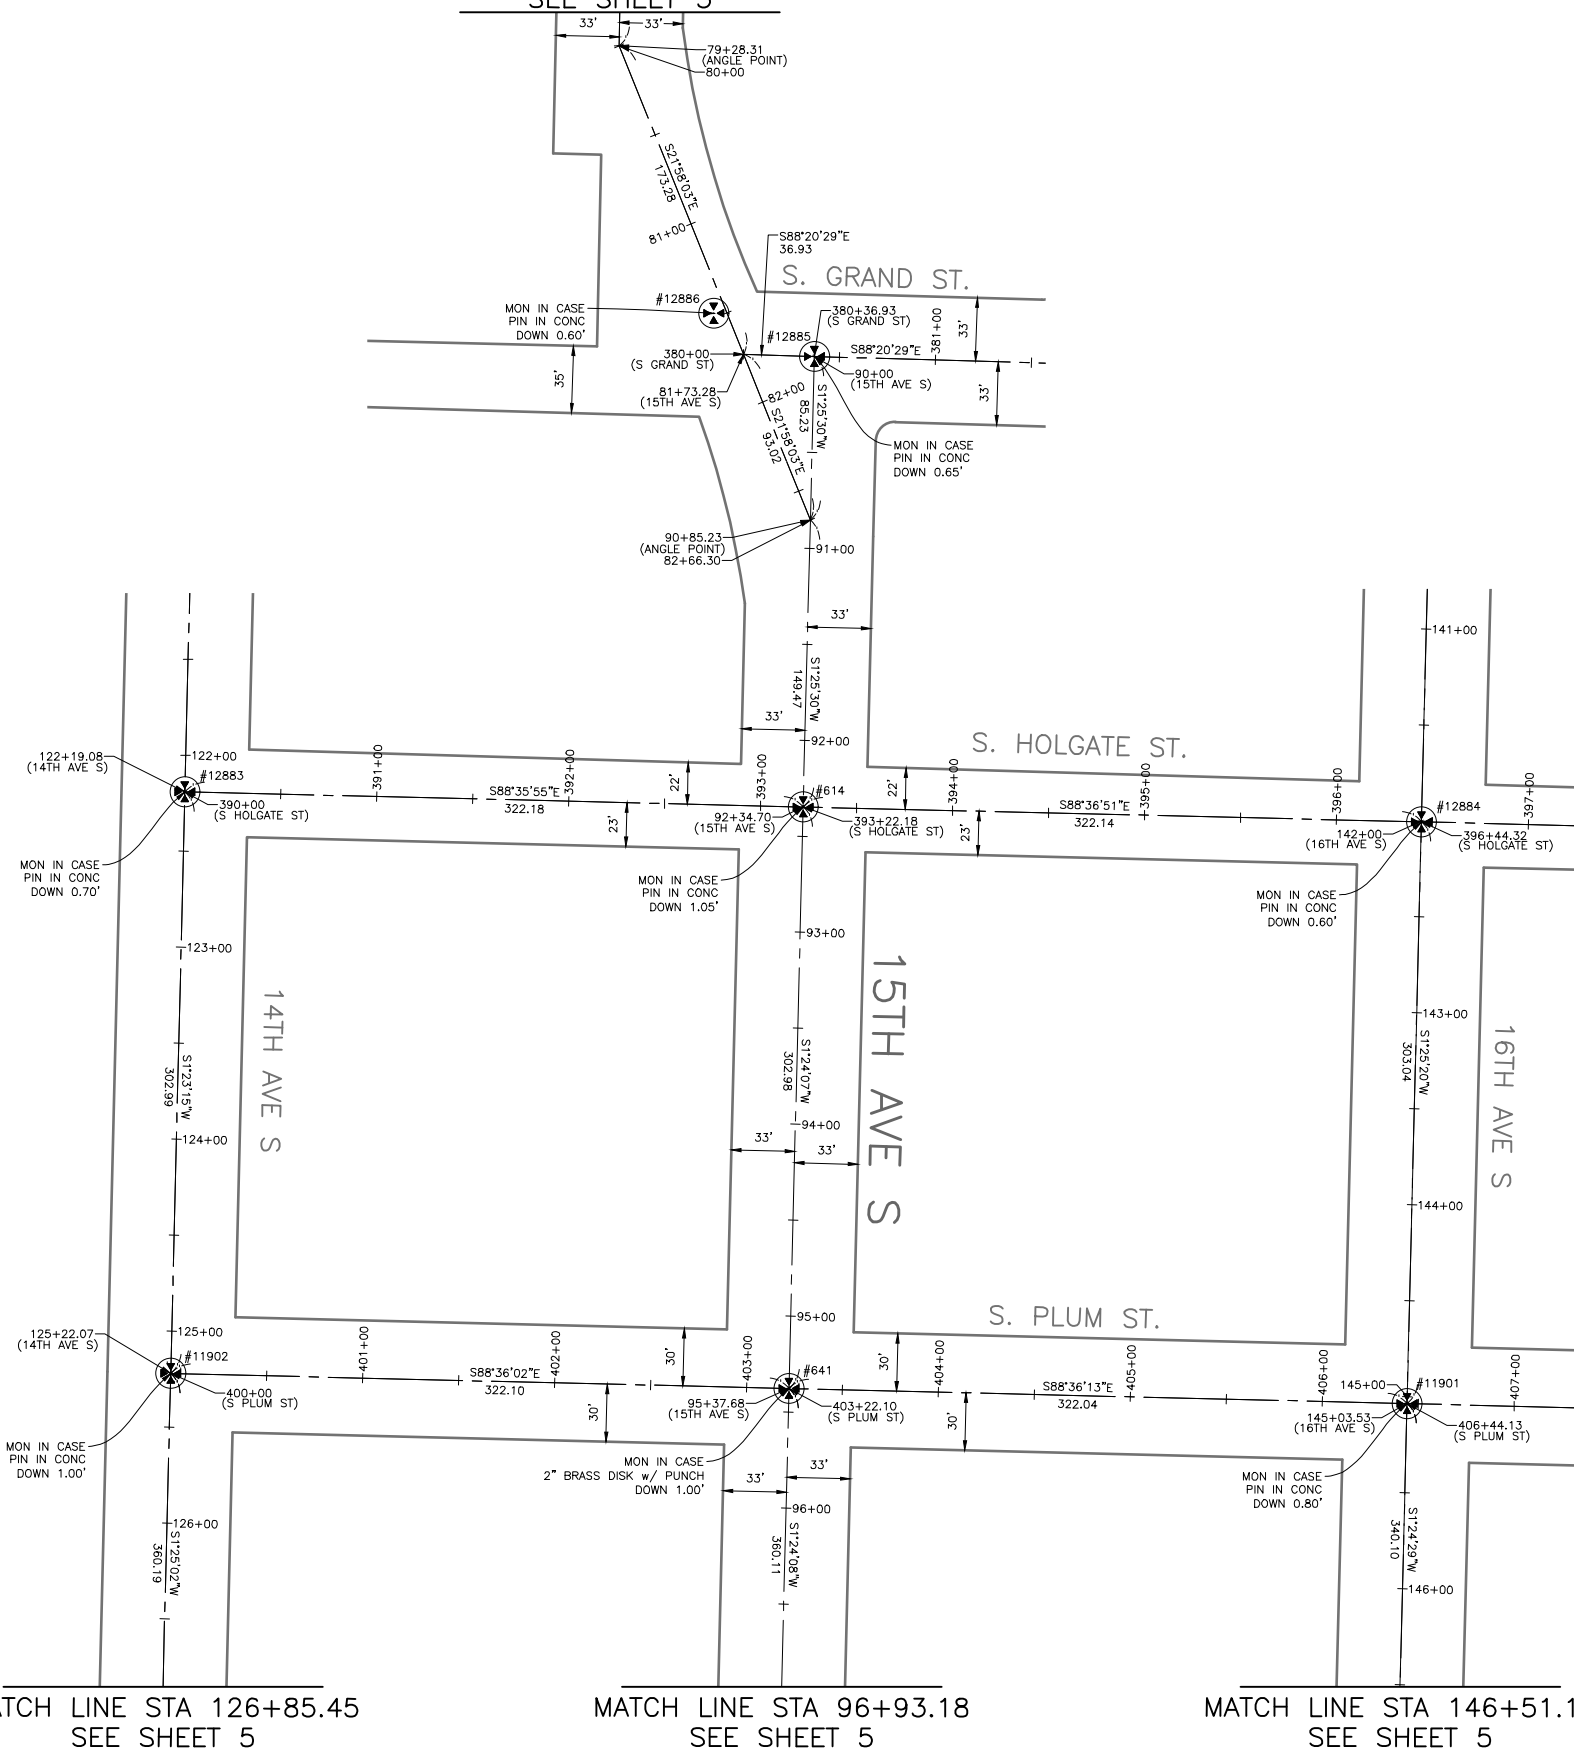 SEE SHEET 5
33'
33'
79+28.31
(ANGLE POINT)
80+00
S21°58'03"E
173.28
81+00
S88°20'29"E
36.93
S. GRAND ST.
MON IN CASE
PIN IN CONC
DOWN 0.60'
#12886
380+36.93
(S GRAND ST)
#12885
381+00
33'
S88°20'29"E
380+00
(S GRAND ST)
90+00
(15TH AVE S)
35'
81+73.28
(15TH AVE S)
82+00
S1°25'30"W
85.23
33'
S21°58'03"E
93.02
MON IN CASE
PIN IN CONC
DOWN 0.65'
90+85.23
(ANGLE POINT)
82+66.30
91+00
33'
141+00
S1°25'30"W
149.47
33'
92+00
S. HOLGATE ST.
122+19.08
(14TH AVE S)
122+00
#12883
391+00
392+00
22'
393+00
#614
22'
394+00
395+00
396+00
#12884
397+00
S88°35'55"E
322.18
S88°36'51"E
322.14
390+00
(S HOLGATE ST)
23'
92+34.70
(15TH AVE S)
393+22.18
(S HOLGATE ST)
23'
142+00
(16TH AVE S)
396+44.32
(S HOLGATE ST)
MON IN CASE
PIN IN CONC
DOWN 0.70'
MON IN CASE
PIN IN CONC
DOWN 1.05'
MON IN CASE
PIN IN CONC
DOWN 0.60'
123+00
93+00
14TH AVE S
15TH AVE S
143+00
16TH AVE S
S1°23'15"W
302.99
S1°24'07"W
302.98
S1°25'20"W
303.04
124+00
94+00
33'
33'
144+00
95+00
S. PLUM ST.
125+22.07
(14TH AVE S)
125+00
#11902
401+00
402+00
30'
403+00
#641
30'
404+00
405+00
406+00
145+00
#11901
407+00
S88°36'02"E
322.10
S88°36'13"E
322.04
400+00
(S PLUM ST)
30'
95+37.68
(15TH AVE S)
403+22.10
(S PLUM ST)
30'
145+03.53
(16TH AVE S)
406+44.13
(S PLUM ST)
MON IN CASE
PIN IN CONC
DOWN 1.00'
MON IN CASE
2" BRASS DISK w/ PUNCH
DOWN 1.00'
33'
33'
MON IN CASE
PIN IN CONC
DOWN 0.80'
126+00
96+00
S1°25'02"W
360.19
S1°24'08"W
360.11
S1°24'29"W
340.10
146+00
ATCH LINE STA 126+85.45
SEE SHEET 5
MATCH LINE STA 96+93.18
SEE SHEET 5
MATCH LINE STA 146+51.1
SEE SHEET 5